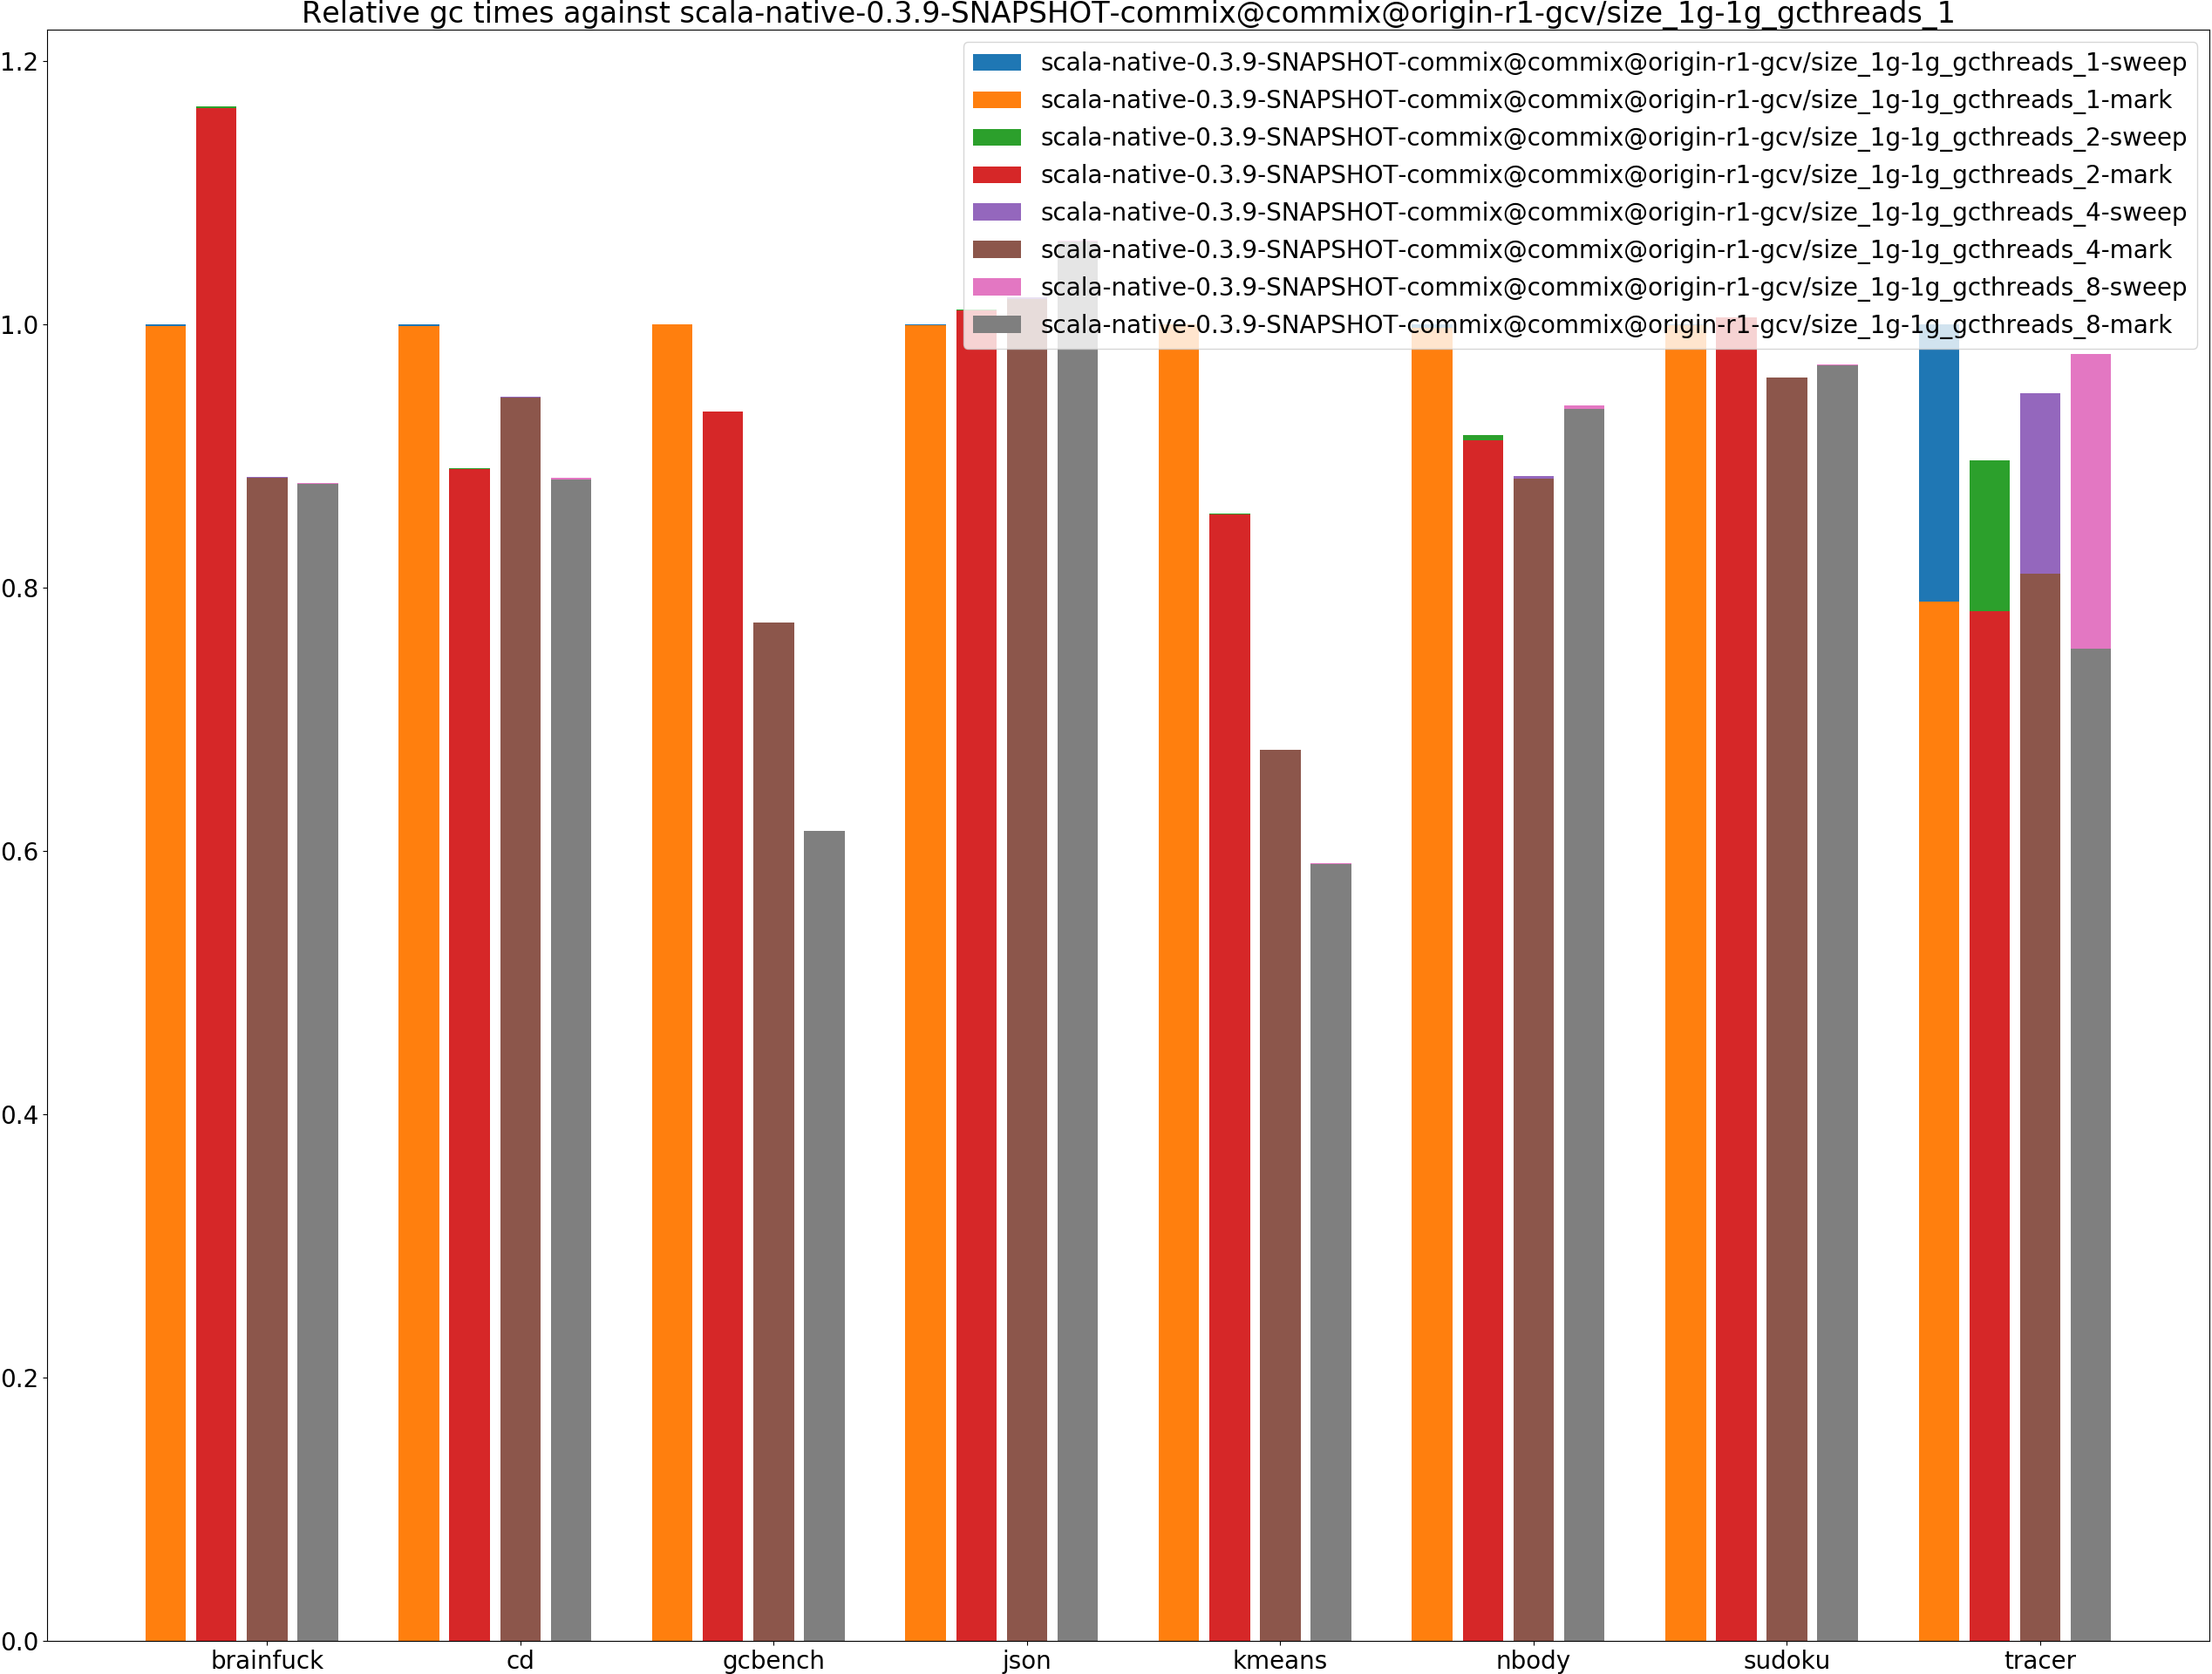 Relative gc times against scala-native-0.3.9-SNAPSHOT-commix@commix@origin-r1-gcv/size_1g-1g_gcthreads_1
1.2
1.0
0.8
0.6
0.4
0.2
0.0
scala-native-0.3.9-SNAPSHOT-commix@commix@origin-r1-gcv/size_1g-1g_gcthreads_1-sweep
scala-native-0.3.9-SNAPSHOT-commix@commix@origin-r1-gcv/size_1g-1g_gcthreads_1-mark
scala-native-0.3.9-SNAPSHOT-commix@commix@origin-r1-gcv/size_1g-1g_gcthreads_2-sweep
scala-native-0.3.9-SNAPSHOT-commix@commix@origin-r1-gcv/size_1g-1g_gcthreads_2-mark
scala-native-0.3.9-SNAPSHOT-commix@commix@origin-r1-gcv/size_1g-1g_gcthreads_4-sweep
scala-native-0.3.9-SNAPSHOT-commix@commix@origin-r1-gcv/size_1g-1g_gcthreads_4-mark
scala-native-0.3.9-SNAPSHOT-commix@commix@origin-r1-gcv/size_1g-1g_gcthreads_8-sweep
scala-native-0.3.9-SNAPSHOT-commix@commix@origin-r1-gcv/size_1g-1g_gcthreads_8-mark
brainfuck cd gcbench json kmeans nbody sudoku tracer